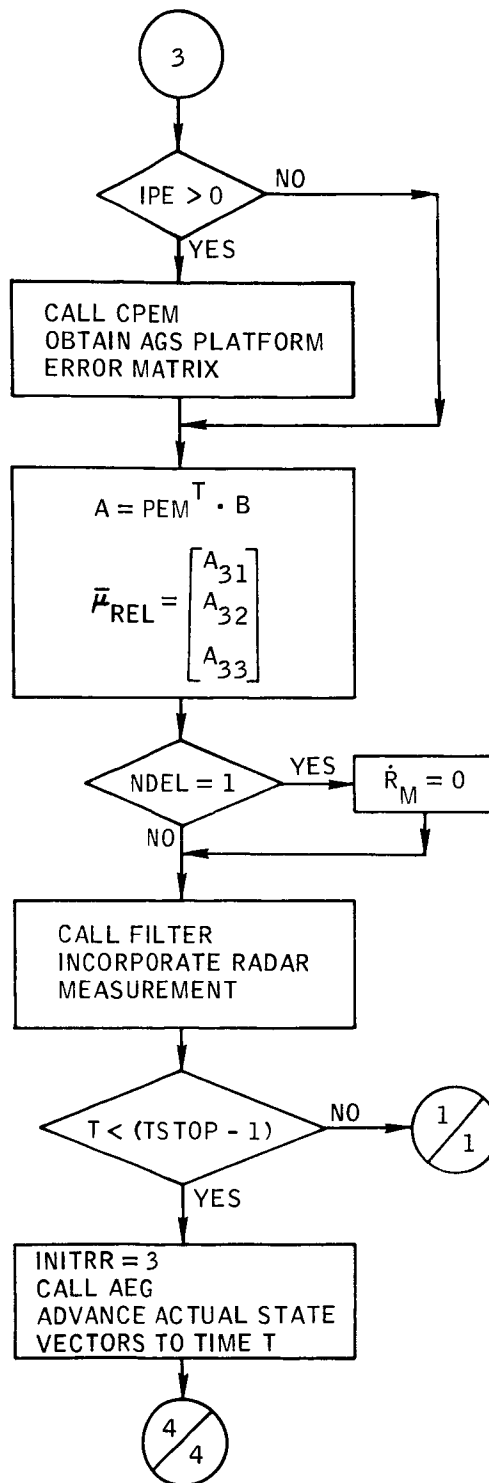 3
IPE > 0
NO
YES
CALL CPEM
OBTAIN AGS PLATFORM
ERROR MATRIX
A = PEM^T · B
μ̄_REL = [A_31
A_32
A_33]
NDEL = 1
YES
Ṙ_M = 0
NO
CALL FILTER
INCORPORATE RADAR
MEASUREMENT
T < (TSTOP - 1)
NO
1/1
YES
INITRR = 3
CALL AEG
ADVANCE ACTUAL STATE
VECTORS TO TIME T
4/4